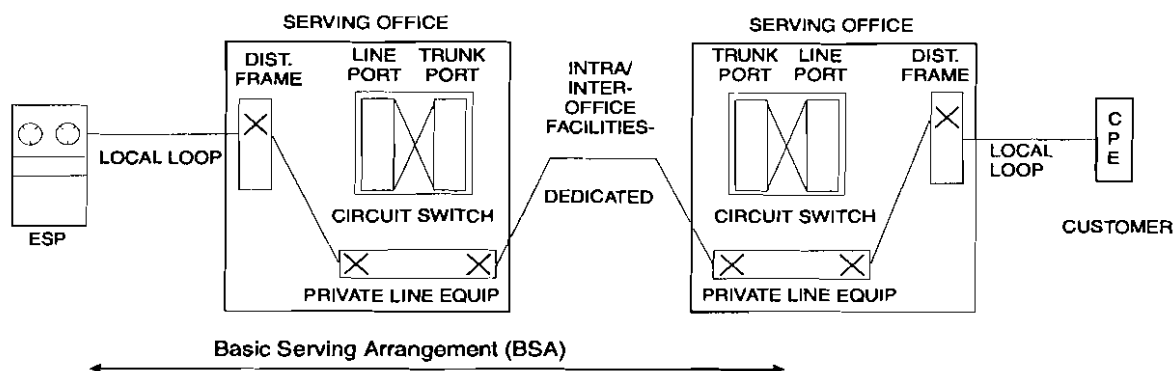 SERVING OFFICE
DIST.
FRAME
LINE
PORT
TRUNK
PORT
LOCAL LOOP
ESP
CIRCUIT SWITCH
PRIVATE LINE EQUIP
INTRA/
INTER-
OFFICE
FACILITIES-
DEDICATED
SERVING OFFICE
TRUNK
PORT
LINE
PORT
DIST.
FRAME
CIRCUIT SWITCH
PRIVATE LINE EQUIP
LOCAL
LOOP
CPE
CUSTOMER
Basic Serving Arrangement (BSA)